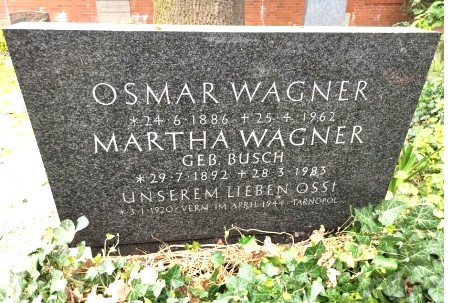 OSMAR WAGNER
* 24·6·1886 + 25·4·1962
MARTHA WAGNER
GEB. BUSCH
* 29·7·1892 + 28·3·1983
UNSEREM LIEBEN OSSI
* 3·1·1920 · VERM. IM APRIL 1944 · TARNOPOL